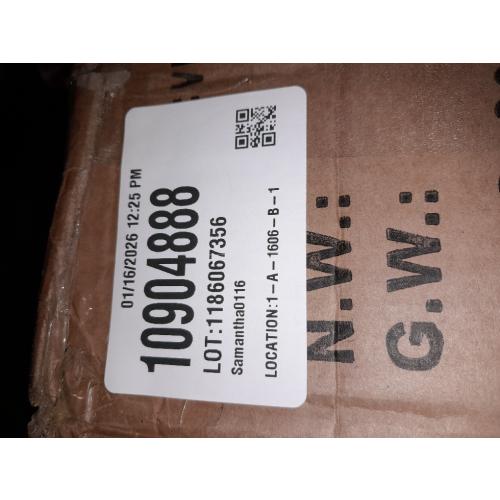 01/16/2026 12:25 PM
10904888
LOT:1186067356
Samantha0116
LOCATION:1-A-1606-B-1
N.W.:
G.W.: